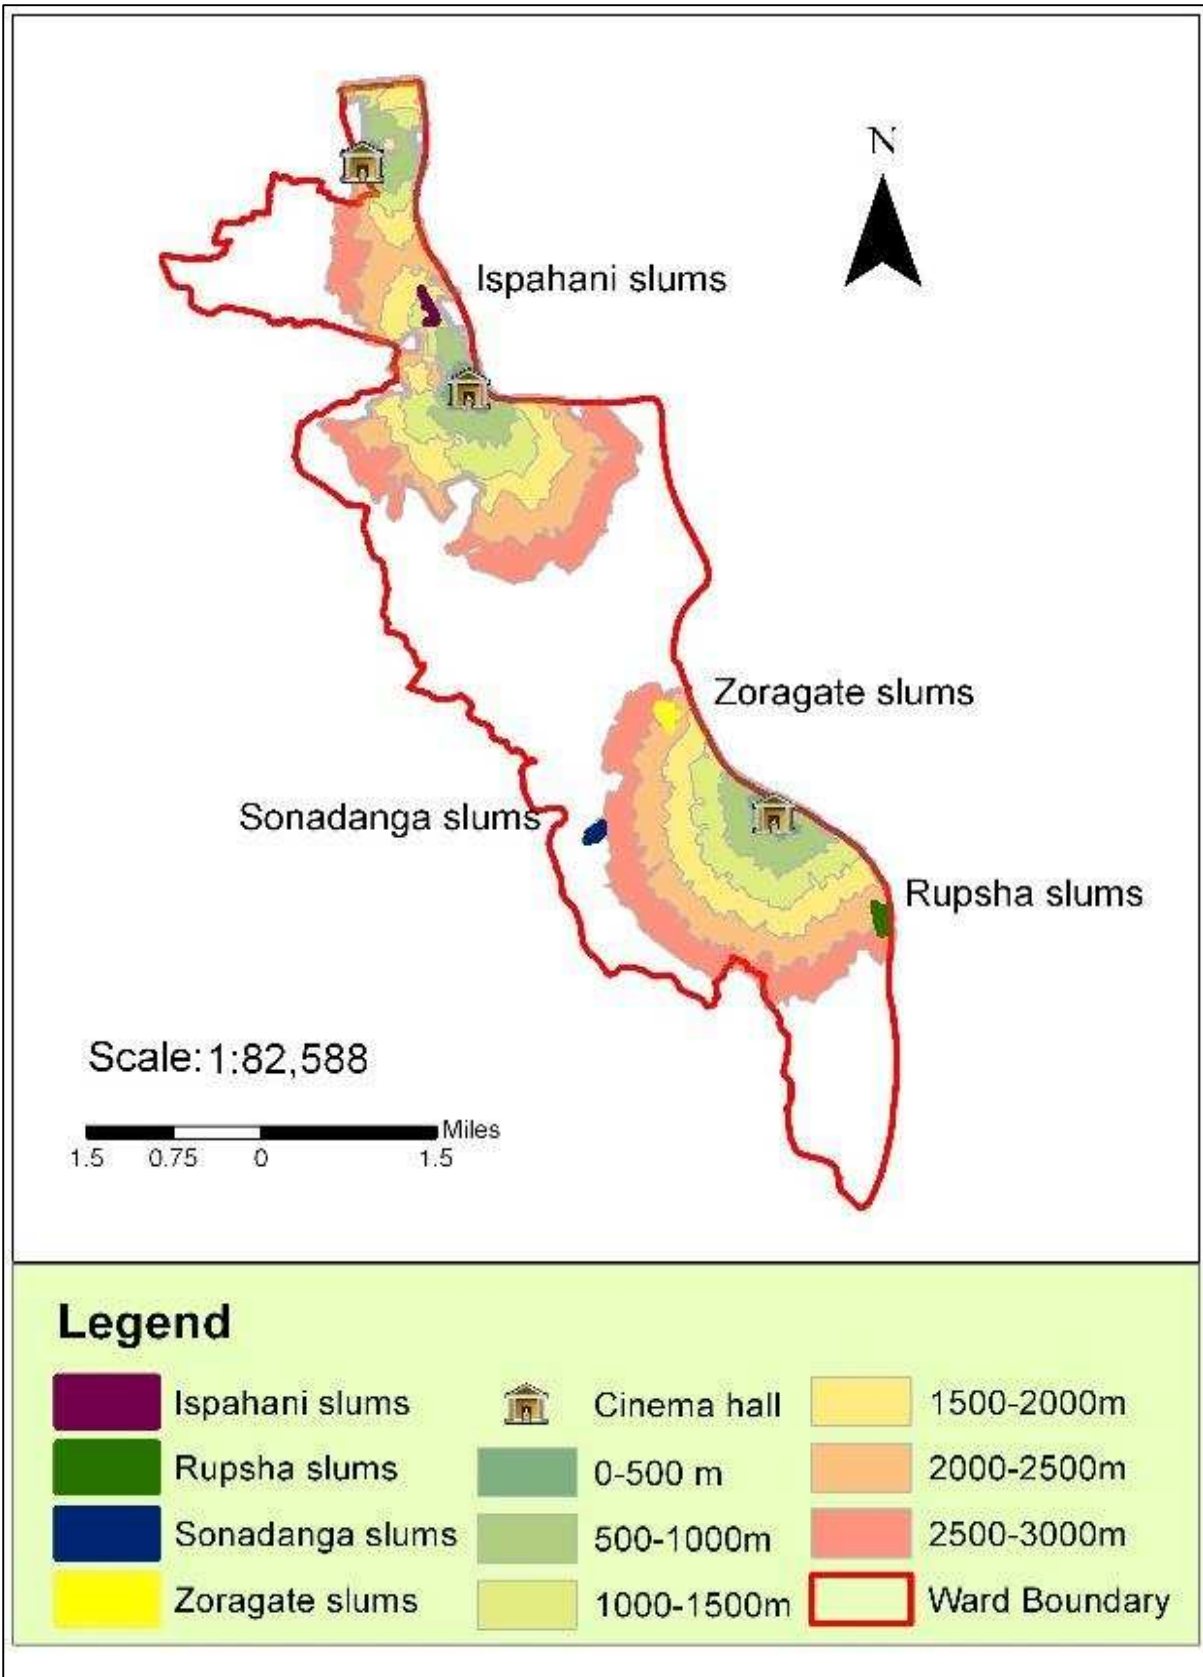 N
Ispahani slums
Zoragate slums
Sonadanga slums
Rupsha slums
Scale: 1:82,588
Miles
1.5 0.75 0 1.5
Legend
Ispahani slums
Rupsha slums
Sonadanga slums
Zoragate slums
Cinema hall
0-500 m
500-1000m
1000-1500m
1500-2000m
2000-2500m
2500-3000m
Ward Boundary